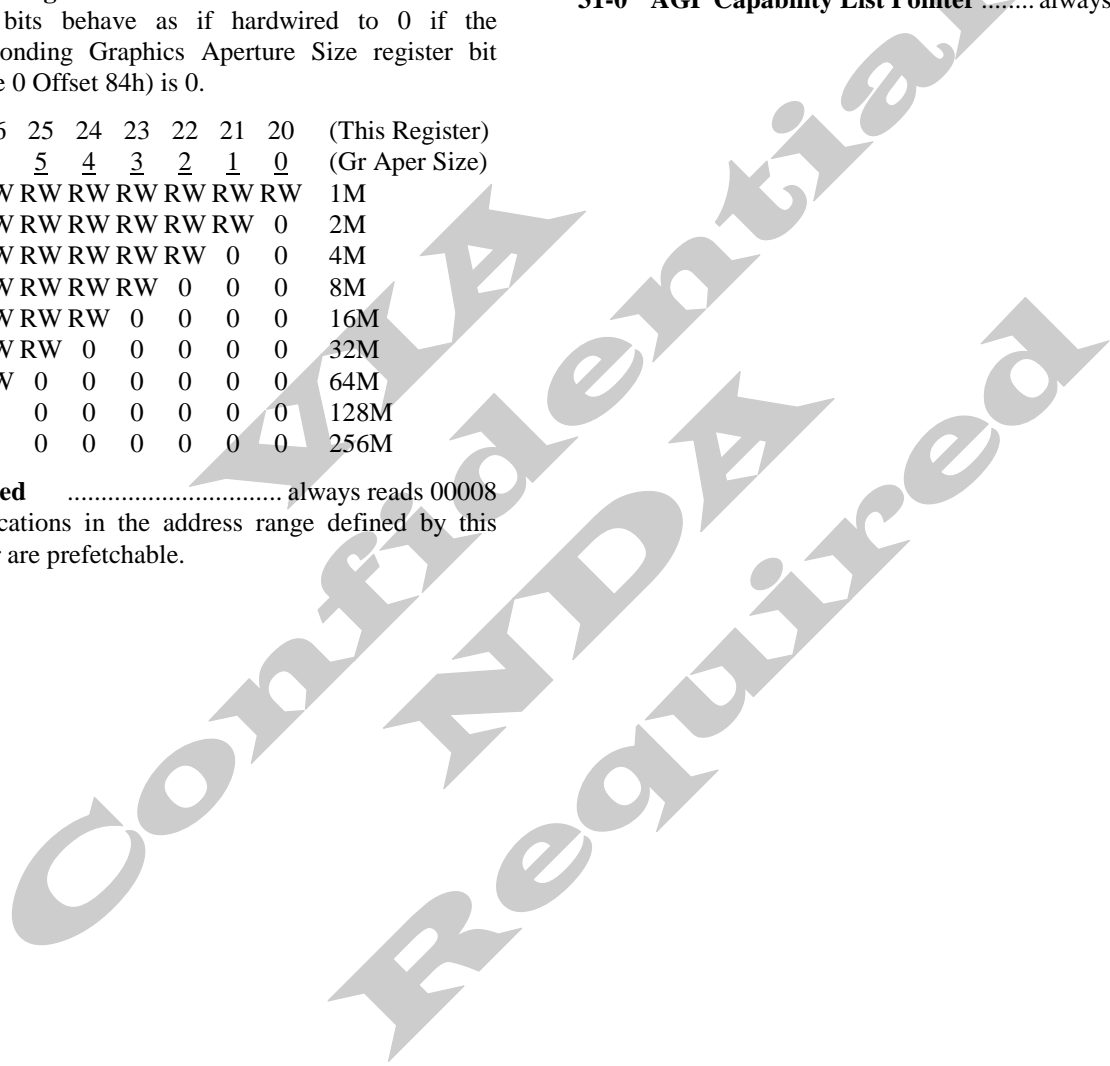 bits behave as if hardwired to 0 if the
onding Graphics Aperture Size register bit
e 0 Offset 84h) is 0.
6 25 24 23 22 21 20 (This Register)
5 4 3 2 1 0 (Gr Aper Size)
W RW RW RW RW RW RW 1M
W RW RW RW RW RW 0 2M
W RW RW RW RW 0 0 4M
W RW RW RW 0 0 0 8M
W RW RW 0 0 0 0 16M
W RW 0 0 0 0 0 32M
W 0 0 0 0 0 0 64M
0 0 0 0 0 0 128M
0 0 0 0 0 0 256M
ed ................................ always reads 00008
cations in the address range defined by this
r are prefetchable.
31-0 AGP Capability List Pointer ........ always
VIA
Confidential
NDA
Required